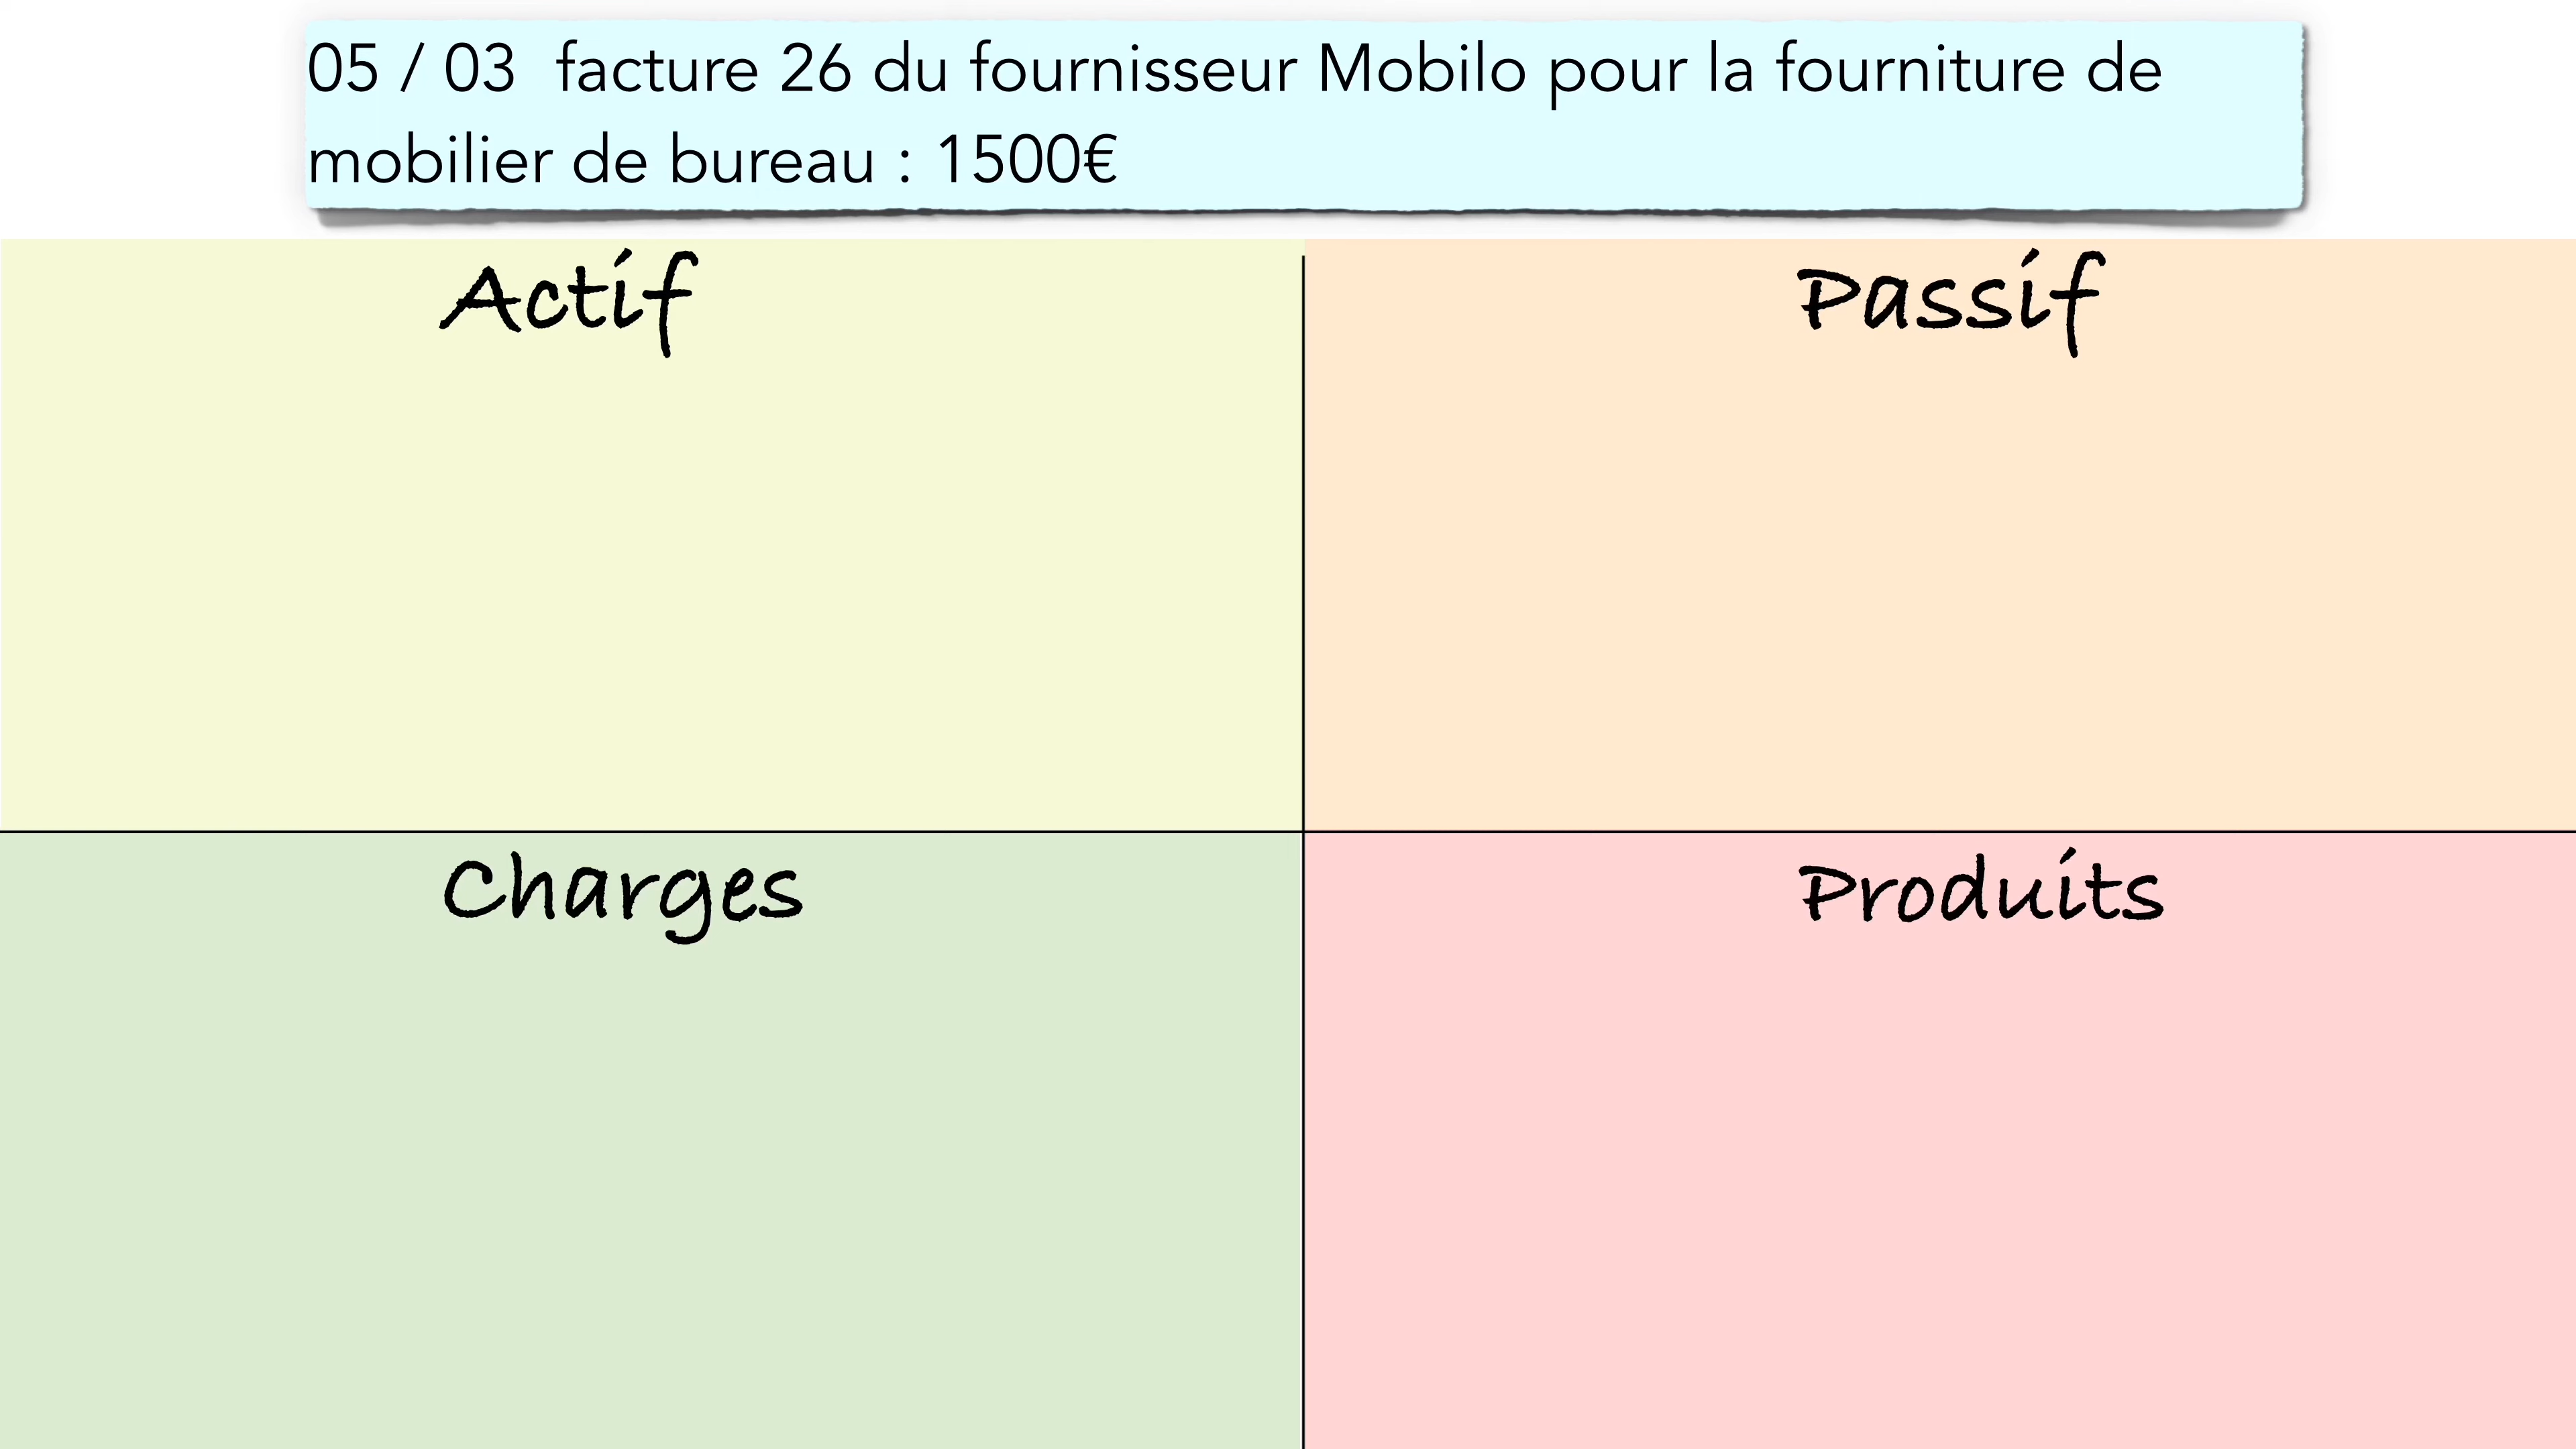 05 / 03  facture 26 du fournisseur Mobilo pour la fourniture de
mobilier de bureau : 1500€
Actif
Passif
Charges
Produits